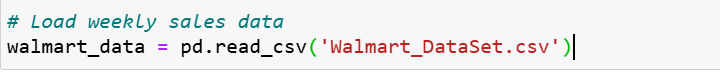 # Load weekly sales data
walmart_data = pd.read_csv('Walmart_DataSet.csv')